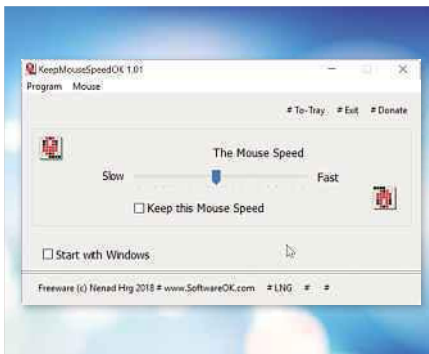 KeepMouseSpeedOK 1.01
Program Mouse
# To-Tray # Exit # Donate
The Mouse Speed
Slow Fast
Keep this Mouse Speed
Start with Windows
Freeware (c) Nenad Hrg 2018 # www.SoftwareOK.com # LNG # #